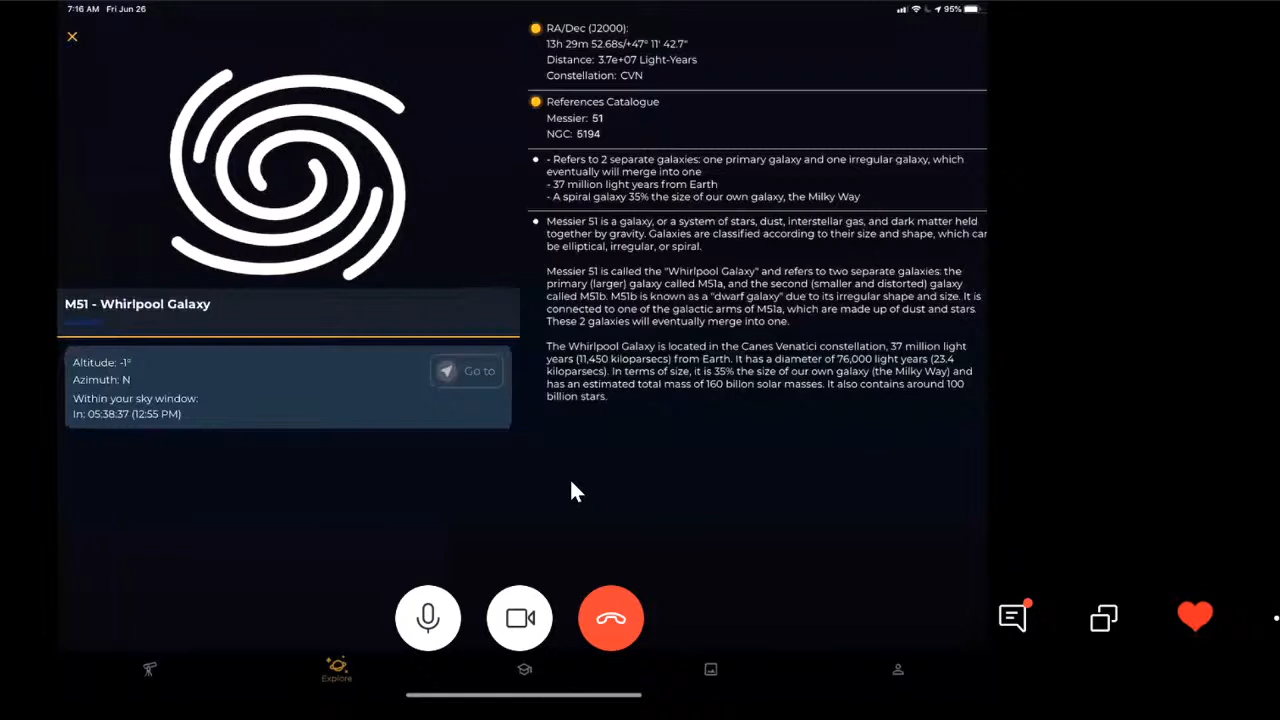 7:16 AM Fri Jun 26
95%
M51 - Whirlpool Galaxy
Altitude: -1°
Azimuth: N
Within your sky window:
In: 05:38:37 (12:55 PM)
Go to
RA/Dec (J2000):
13h 29m 52.68s/+47° 11' 42.7"
Distance: 3.7e+07 Light-Years
Constellation: CVN
References Catalogue
Messier: 51
NGC: 5194
- Refers to 2 separate galaxies: one primary galaxy and one irregular galaxy, which
eventually will merge into one
- 37 million light years from Earth
- A spiral galaxy 35% the size of our own galaxy, the Milky Way
Messier 51 is a galaxy, or a system of stars, dust, interstellar gas, and dark matter held
together by gravity. Galaxies are classified according to their size and shape, which can
be elliptical, irregular, or spiral.
Messier 51 is called the "Whirlpool Galaxy" and refers to two separate galaxies: the
primary (larger) galaxy called M51a, and the second (smaller and distorted) galaxy
called M51b. M51b is known as a "dwarf galaxy" due to its irregular shape and size. It is
connected to one of the galactic arms of M51a, which are made up of dust and stars.
These 2 galaxies will eventually merge into one.
The Whirlpool Galaxy is located in the Canes Venatici constellation, 37 million light
years (11,450 kiloparsecs) from Earth. It has a diameter of 76,000 light years (23.4
kiloparsecs). In terms of size, it is 35% the size of our own galaxy (the Milky Way) and
has an estimated total mass of 160 billon solar masses. It also contains around 100
billion stars.
Explore